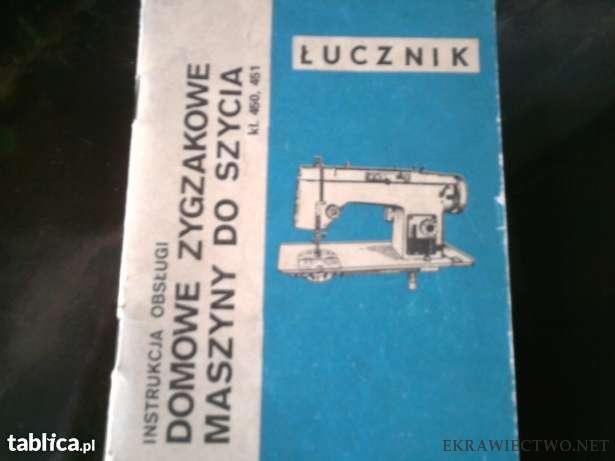 ŁUCZNIK
INSTRUKCJA OBSŁUGI
DOMOWE ZYGZAKOWE
MASZYNY DO SZYCIA
kl. 450, 451
tablica.pl
EKRAWIECTWO.NET